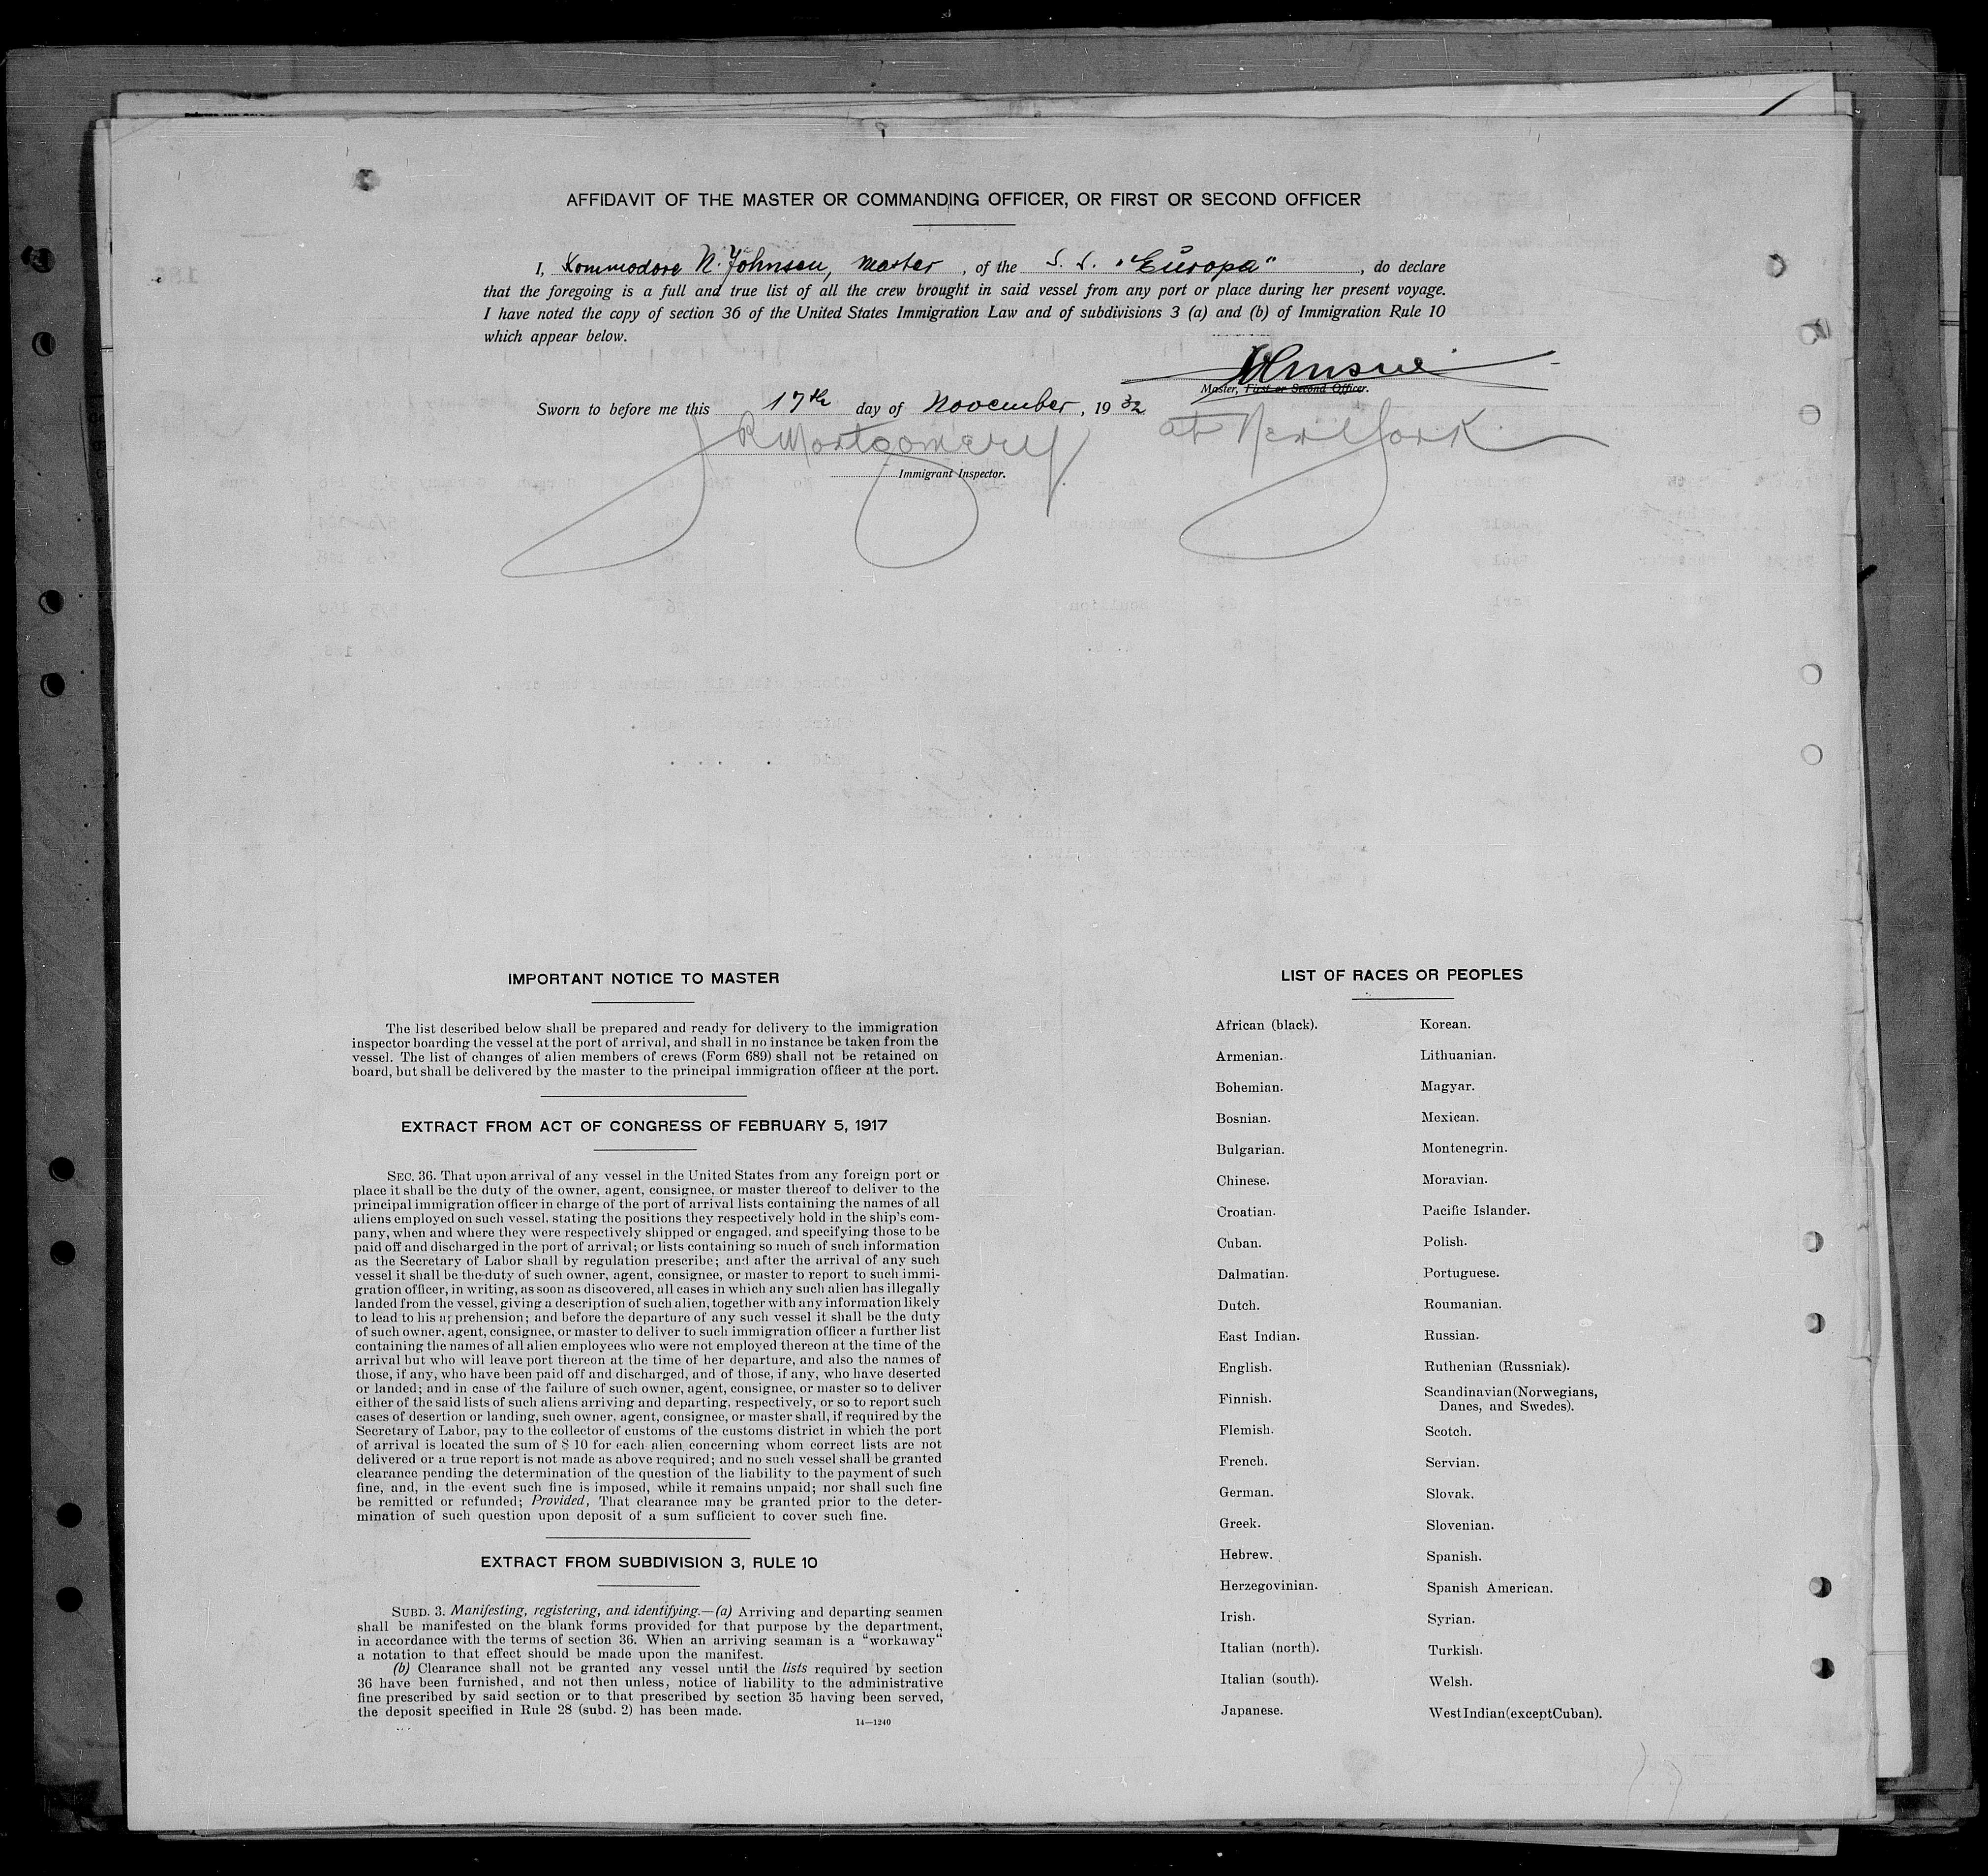 AFFIDAVIT OF THE MASTER OR COMMANDING OFFICER, OR FIRST OR SECOND OFFICER
I, Kommodore N. Johnsen, Master, of the S. S. "Europa", do declare
that the foregoing is a full and true list of all the crew brought in said vessel from any port or place during her present voyage.
I have noted the copy of section 36 of the United States Immigration Law and of subdivisions 3 (a) and (b) of Immigration Rule 10
which appear below.
Master, First or Second Officer.
Sworn to before me this 17th day of November, 1932
at New York
J R Montgomery
Immigrant Inspector.
IMPORTANT NOTICE TO MASTER
The list described below shall be prepared and ready for delivery to the immigration
inspector boarding the vessel at the port of arrival, and shall in no instance be taken from the
vessel. The list of changes of alien members of crews (Form 689) shall not be retained on
board, but shall be delivered by the master to the principal immigration officer at the port.
EXTRACT FROM ACT OF CONGRESS OF FEBRUARY 5, 1917
SEC. 36. That upon arrival of any vessel in the United States from any foreign port or
place it shall be the duty of the owner, agent, consignee, or master thereof to deliver to the
principal immigration officer in charge of the port of arrival lists containing the names of all
aliens employed on such vessel, stating the positions they respectively hold in the ship's com-
pany, when and where they were respectively shipped or engaged, and specifying those to be
paid off and discharged in the port of arrival; or lists containing so much of such information
as the Secretary of Labor shall by regulation prescribe; and after the arrival of any such
vessel it shall be the duty of such owner, agent, consignee, or master to report to such immi-
gration officer, in writing, as soon as discovered, all cases in which any such alien has illegally
landed from the vessel, giving a description of such alien, together with any information likely
to lead to his apprehension; and before the departure of any such vessel it shall be the duty
of such owner, agent, consignee, or master to deliver to such immigration officer a further list
containing the names of all alien employees who were not employed thereon at the time of the
arrival but who will leave port thereon at the time of her departure, and also the names of
those, if any, who have been paid off and discharged, and of those, if any, who have deserted
or landed; and in case of the failure of such owner, agent, consignee, or master so to deliver
either of the said lists of such aliens arriving and departing, respectively, or so to report such
cases of desertion or landing, such owner, agent, consignee, or master shall, if required by the
Secretary of Labor, pay to the collector of customs of the customs district in which the port
of arrival is located the sum of $ 10 for each alien concerning whom correct lists are not
delivered or a true report is not made as above required; and no such vessel shall be granted
clearance pending the determination of the question of the liability to the payment of such
fine, and, in the event such fine is imposed, while it remains unpaid; nor shall such fine
be remitted or refunded; Provided, That clearance may be granted prior to the deter-
mination of such question upon deposit of a sum sufficient to cover such fine.
EXTRACT FROM SUBDIVISION 3, RULE 10
SUBD. 3. Manifesting, registering, and identifying.—(a) Arriving and departing seamen
shall be manifested on the blank forms provided for that purpose by the department,
in accordance with the terms of section 36. When an arriving seaman is a "workaway"
a notation to that effect should be made upon the manifest.
(b) Clearance shall not be granted any vessel until the lists required by section
36 have been furnished, and not then unless, notice of liability to the administrative
fine prescribed by said section or to that prescribed by section 35 having been served,
the deposit specified in Rule 28 (subd. 2) has been made.
14—1240
LIST OF RACES OR PEOPLES
African (black).
Armenian.
Bohemian.
Bosnian.
Bulgarian.
Chinese.
Croatian.
Cuban.
Dalmatian.
Dutch.
East Indian.
English.
Finnish.
Flemish.
French.
German.
Greek.
Hebrew.
Herzegovinian.
Irish.
Italian (north).
Italian (south).
Japanese.
Korean.
Lithuanian.
Magyar.
Mexican.
Montenegrin.
Moravian.
Pacific Islander.
Polish.
Portuguese.
Roumanian.
Russian.
Ruthenian (Russniak).
Scandinavian (Norwegians,
Danes, and Swedes).
Scotch.
Servian.
Slovak.
Slovenian.
Spanish.
Spanish American.
Syrian.
Turkish.
Welsh.
West Indian (except Cuban).